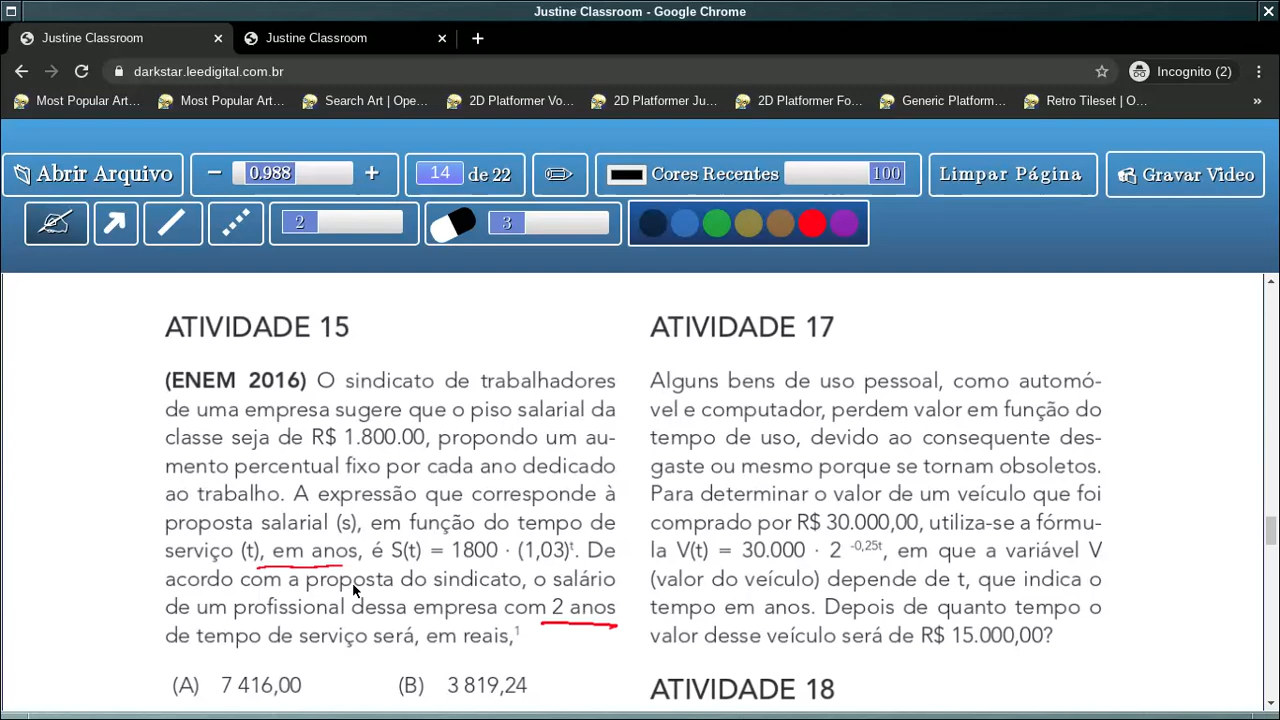 Justine Classroom - Google Chrome
Justine Classroom
Justine Classroom
darkstar.leedigital.com.br
Incognito (2)
Most Popular Art...
Most Popular Art...
Search Art | Ope...
2D Platformer Vo...
2D Platformer Ju...
2D Platformer Fo...
Generic Platform...
Retro Tileset | O...
Abrir Arquivo
0.988
14 de 22
Cores Recentes
100
Limpar Página
Gravar Video
2
3
ATIVIDADE 15
(ENEM 2016) O sindicato de trabalhadores
de uma empresa sugere que o piso salarial da
classe seja de R$ 1.800.00, propondo um au-
mento percentual fixo por cada ano dedicado
ao trabalho. A expressão que corresponde à
proposta salarial (s), em função do tempo de
serviço (t), em anos, é S(t) = 1800 · (1,03)ᵗ. De
acordo com a proposta do sindicato, o salário
de um profissional dessa empresa com 2 anos
de tempo de serviço será, em reais,¹
(A) 7 416,00 (B) 3 819,24
ATIVIDADE 17
Alguns bens de uso pessoal, como automó-
vel e computador, perdem valor em função do
tempo de uso, devido ao consequente des-
gaste ou mesmo porque se tornam obsoletos.
Para determinar o valor de um veículo que foi
comprado por R$ 30.000,00, utiliza-se a fórmu-
la V(t) = 30.000 · 2 -0,25t, em que a variável V
(valor do veículo) depende de t, que indica o
tempo em anos. Depois de quanto tempo o
valor desse veículo será de R$ 15.000,00?
ATIVIDADE 18